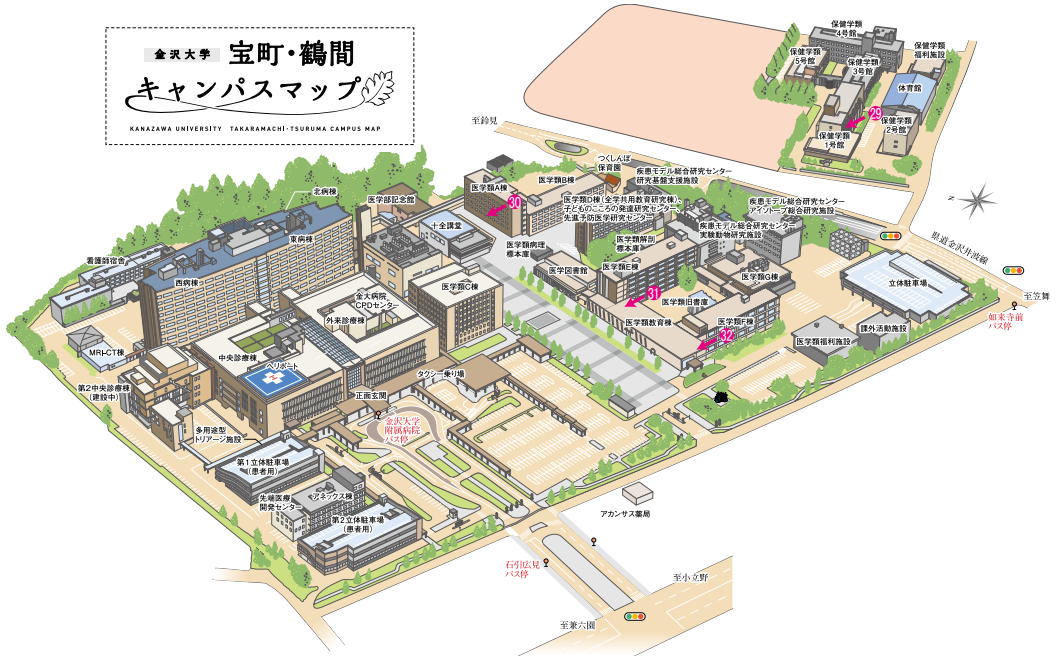 金沢大学 宝町・鶴間
キャンパスマップ
KANAZAWA UNIVERSITY TAKARAMACHI・TSURUMA CAMPUS MAP
保健学類
4号館
保健学類
5号館
保健学類
3号館
保健学類
福利施設
体育館
29
保健学類
2号館
保健学類
1号館
至鈴見
つくしんぼ
保育園
疾患モデル総合研究センター
研究基盤支援施設
医学類A棟
医学類B棟
30
医学類D棟(全学共用教育研究棟)、
子どものこころの発達研究センター、
先進予防医学研究センター
疾患モデル総合研究センター
アイソトープ総合研究施設
疾患モデル総合研究センター
実験動物研究施設
N
県道金沢井波線
至笠舞
如来寺前
バス停
北病棟
医学部記念館
十全講堂
東病棟
西病棟
看護師宿舎
医学類病理
標本庫
医学類解剖
標本庫
医学図書館
医学類E棟
医学類G棟
31
医学類旧書庫
医学類教育棟
医学類F棟
32
立体駐車場
課外活動施設
医学類福利施設
金大病院
CPDセンター
医学類C棟
外来診療棟
MRI-CT棟
中央診療棟
ヘリポート
タクシー乗り場
正面玄関
第2中央診療棟
(建設中)
金沢大学
附属病院
バス停
多用途型
トリアージ施設
第1立体駐車場
(患者用)
アネックス棟
先端医療
開発センター
第2立体駐車場
(患者用)
アカンサス薬局
石引広見
バス停
至小立野
至兼六園